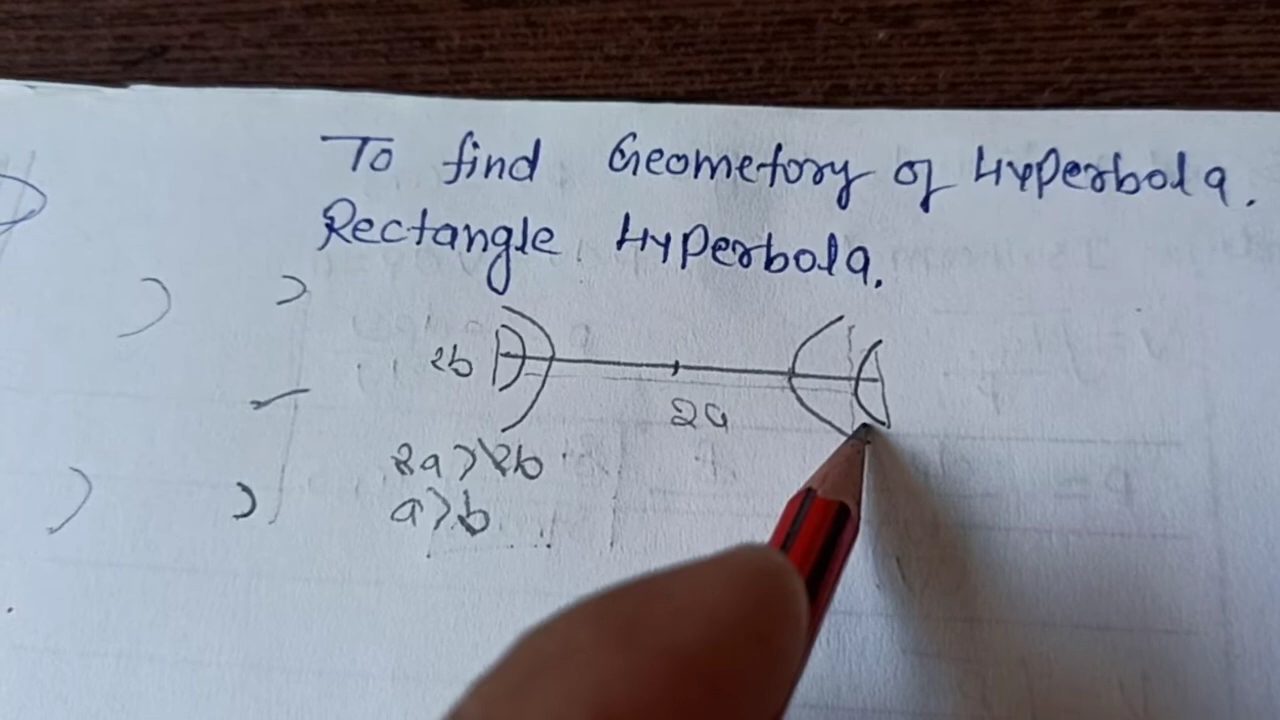 To find Geometory of Hyperbola.
Rectangle Hyperbola.
2b
2a
2a>2b
a>b